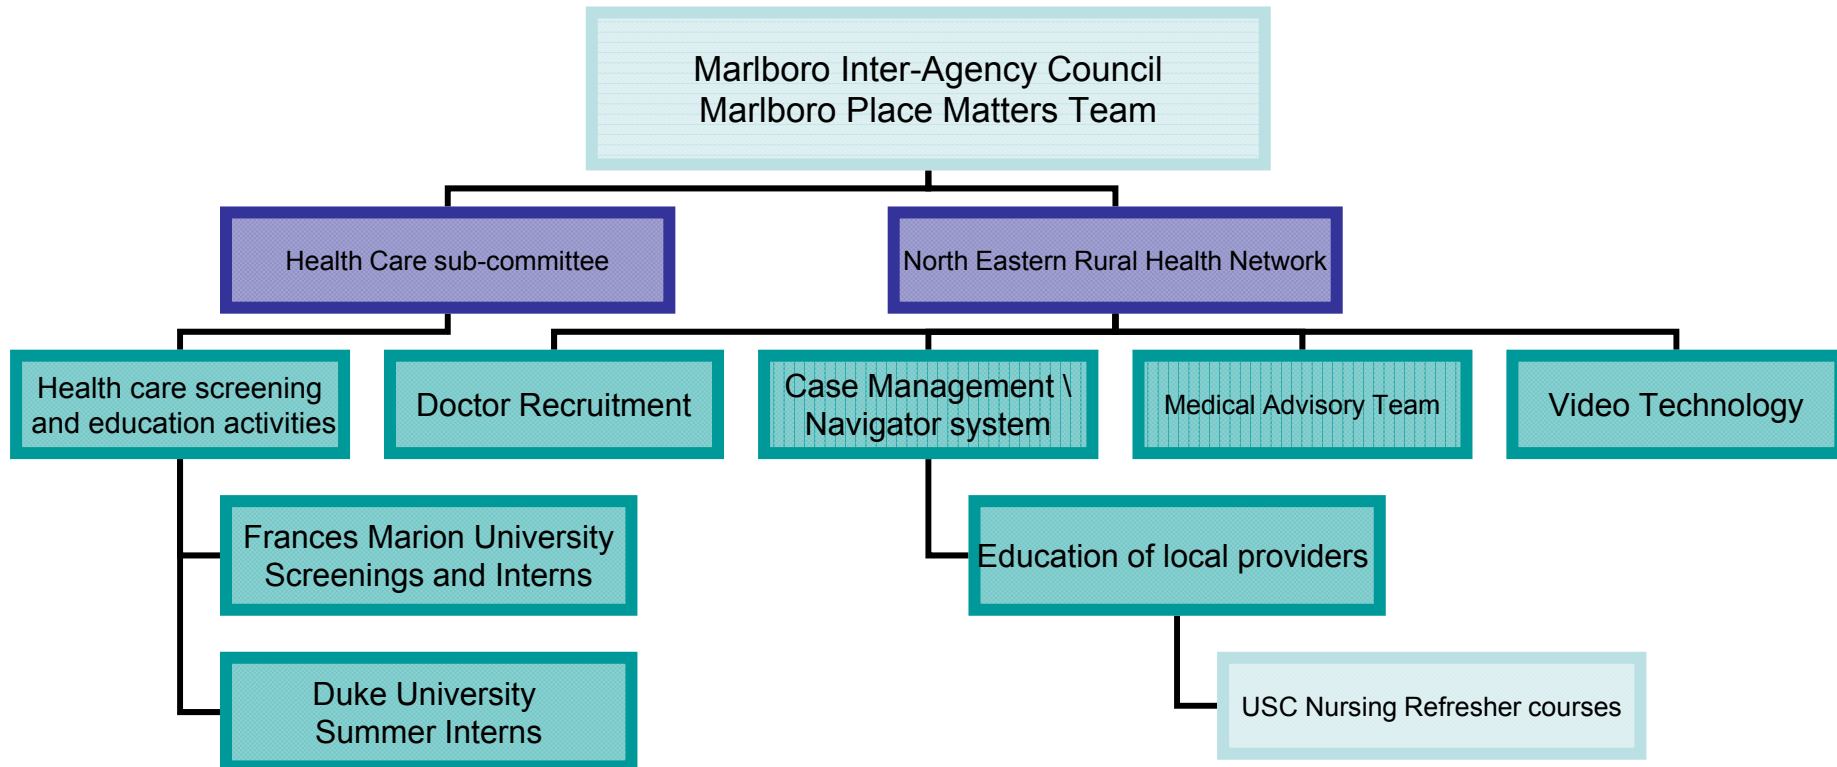 Marlboro Inter-Agency Council
Marlboro Place Matters Team
Health Care sub-committee
North Eastern Rural Health Network
Health care screening
and education activities
Doctor Recruitment
Case Management \
Navigator system
Medical Advisory Team
Video Technology
Frances Marion University
Screenings and Interns
Education of local providers
Duke University
Summer Interns
USC Nursing Refresher courses